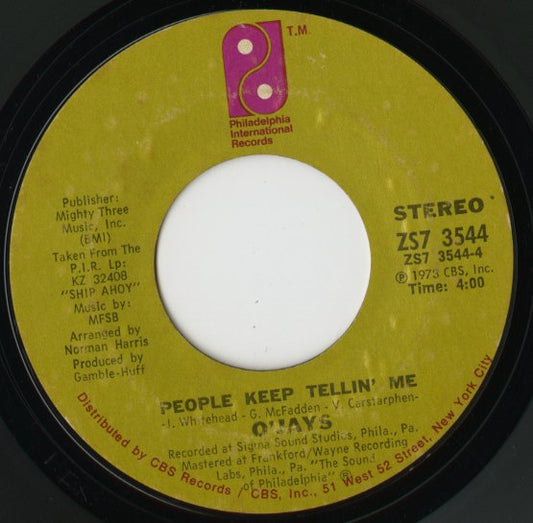 T.M.
Philadelphia
International
Records
Publisher:
Mighty Three
Music, Inc.
(BMI)
Taken From The
P.I.R. Lp:
KZ 32408
"SHIP AHOY"
Music by:
MFSB
Arranged by
Norman Harris
Produced by
Gamble-Huff
STEREO
ZS7 3544
ZS7 3544-4
℗ 1973 CBS, Inc.
Time: 4:00
PEOPLE KEEP TELLIN' ME
-J. Whitehead - G. McFadden - V. Carstarphen-
O'JAYS
Recorded at Sigma Sound Studios, Phila., Pa.
Mastered at Frankford/Wayne Recording
Labs, Phila., Pa. "The Sound
of Philadelphia" ®
Distributed by CBS Records / CBS, Inc., 51 West 52 Street, New York City